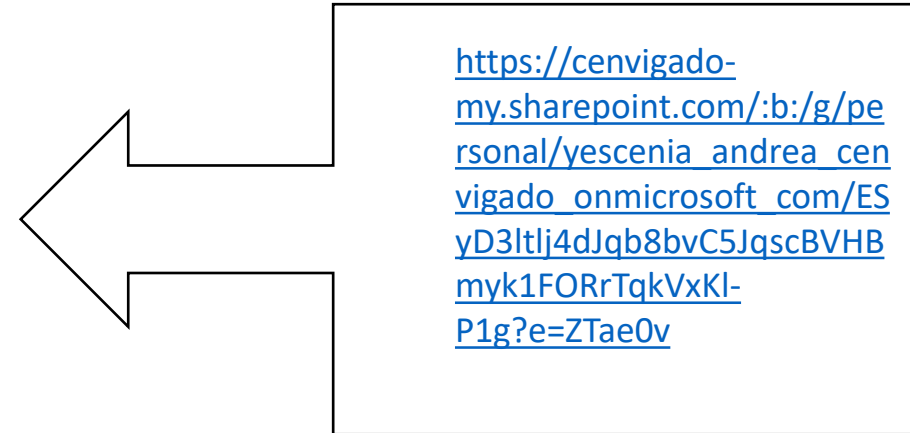 https://cenvigado-
my.sharepoint.com/:b:/g/pe
rsonal/yescenia_andrea_cen
vigado_onmicrosoft_com/ES
yD3ltlj4dJqb8bvC5JqscBVHB
myk1FORrTqkVxKl-
P1g?e=ZTae0v